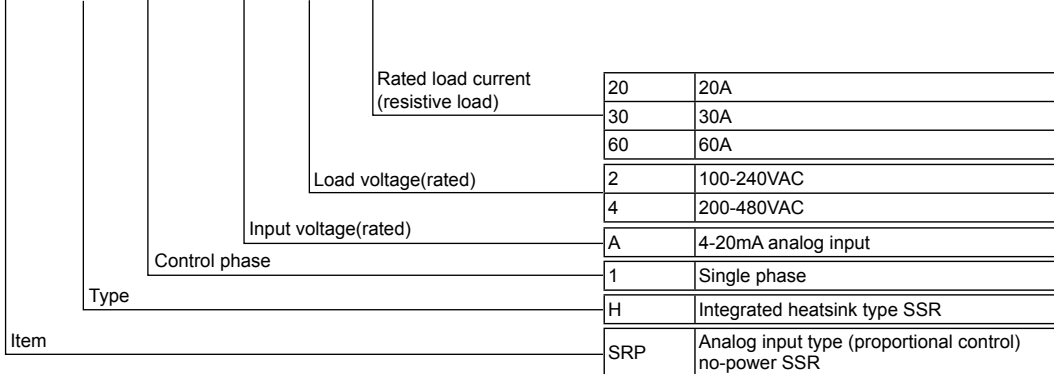 Rated load current
(resistive load)
20 20A
30 30A
60 60A
Load voltage(rated)
2 100-240VAC
4 200-480VAC
Input voltage(rated)
A 4-20mA analog input
Control phase
1 Single phase
Type
H Integrated heatsink type SSR
Item
SRP Analog input type (proportional control)
no-power SSR